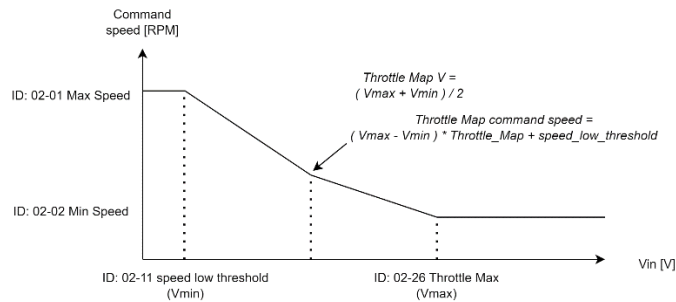 Command
speed [RPM]
ID: 02-01 Max Speed
Throttle Map V =
( Vmax + Vmin ) / 2
Throttle Map command speed =
( Vmax - Vmin ) * Throttle_Map + speed_low_threshold
ID: 02-02 Min Speed
Vin [V]
ID: 02-11 speed low threshold
(Vmin)
ID: 02-26 Throttle Max
(Vmax)